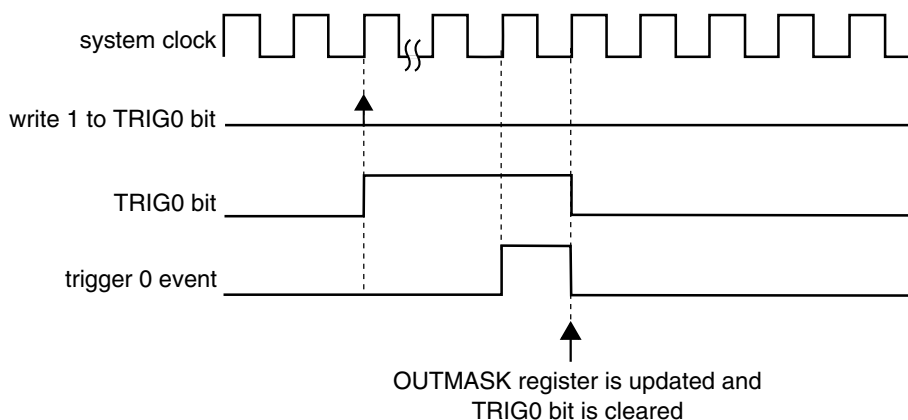 system clock
write 1 to TRIG0 bit
TRIG0 bit
trigger 0 event
OUTMASK register is updated and
TRIG0 bit is cleared